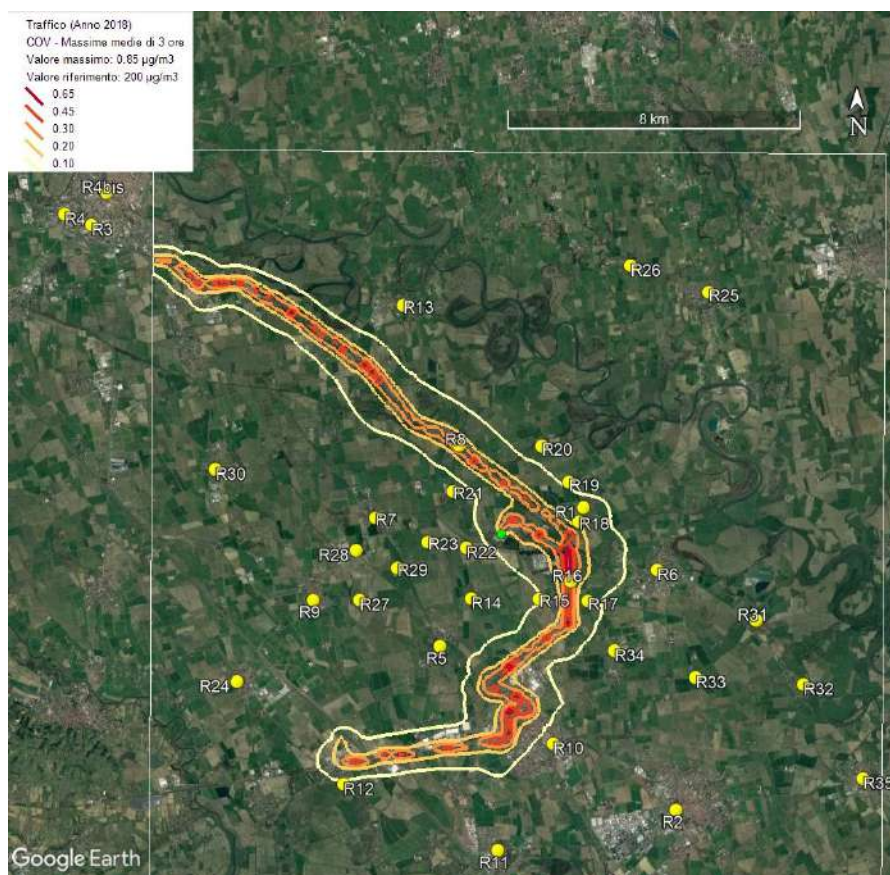 Traffico (Anno 2018)
COV - Massime medie di 3 ore
Valore massimo: 0.85 µg/m3
Valore riferimento: 200 µg/m3
0.65
0.45
0.30
0.20
0.10
8 km
N
R4bis
R4
R3
R26
R25
R13
R8
R20
R30
R21
R19
R1
R7
R18
R23
R22
R28
R29
R16
R6
R9
R27
R14
R15
R17
R31
R5
R34
R24
R33
R32
R10
R12
R35
R2
R11
Google Earth